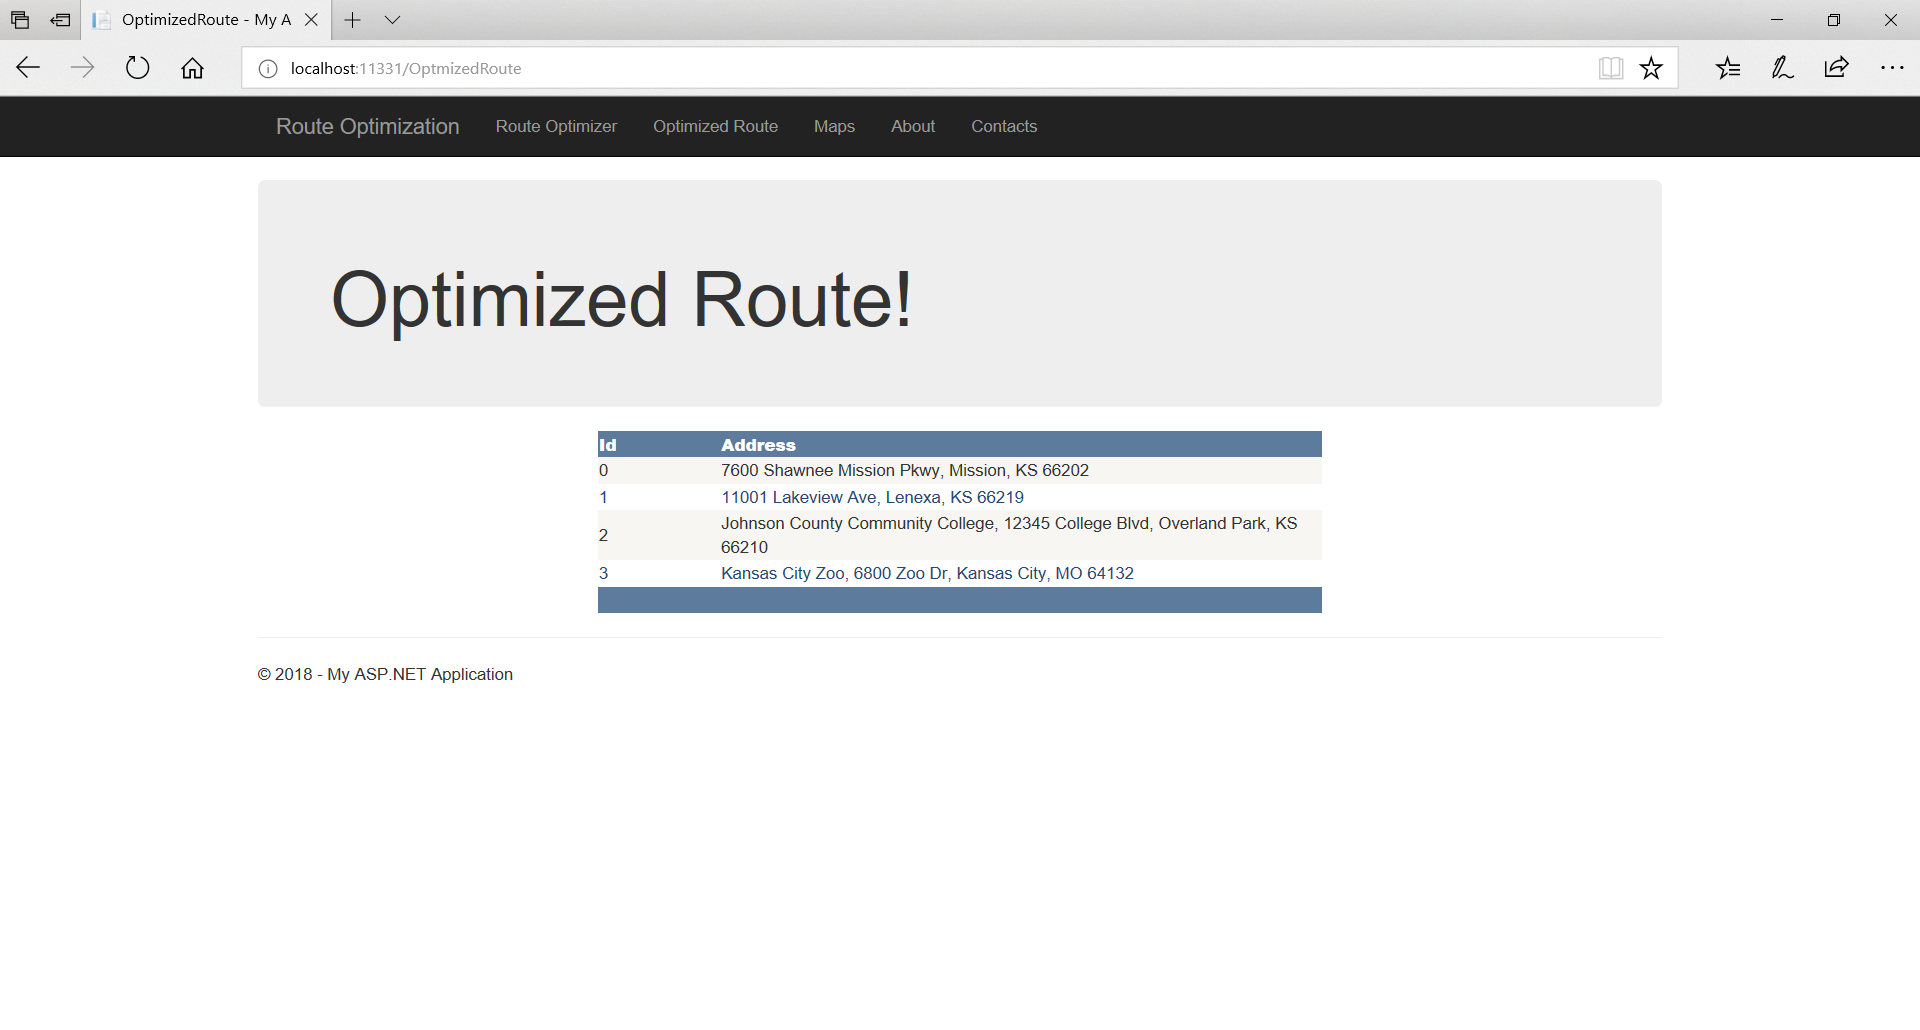 OptimizedRoute - My A
localhost:11331/OptmizedRoute
Route Optimization Route Optimizer Optimized Route Maps About Contacts
Optimized Route!
Id Address
0 7600 Shawnee Mission Pkwy, Mission, KS 66202
1 11001 Lakeview Ave, Lenexa, KS 66219
2 Johnson County Community College, 12345 College Blvd, Overland Park, KS
66210
3 Kansas City Zoo, 6800 Zoo Dr, Kansas City, MO 64132
© 2018 - My ASP.NET Application